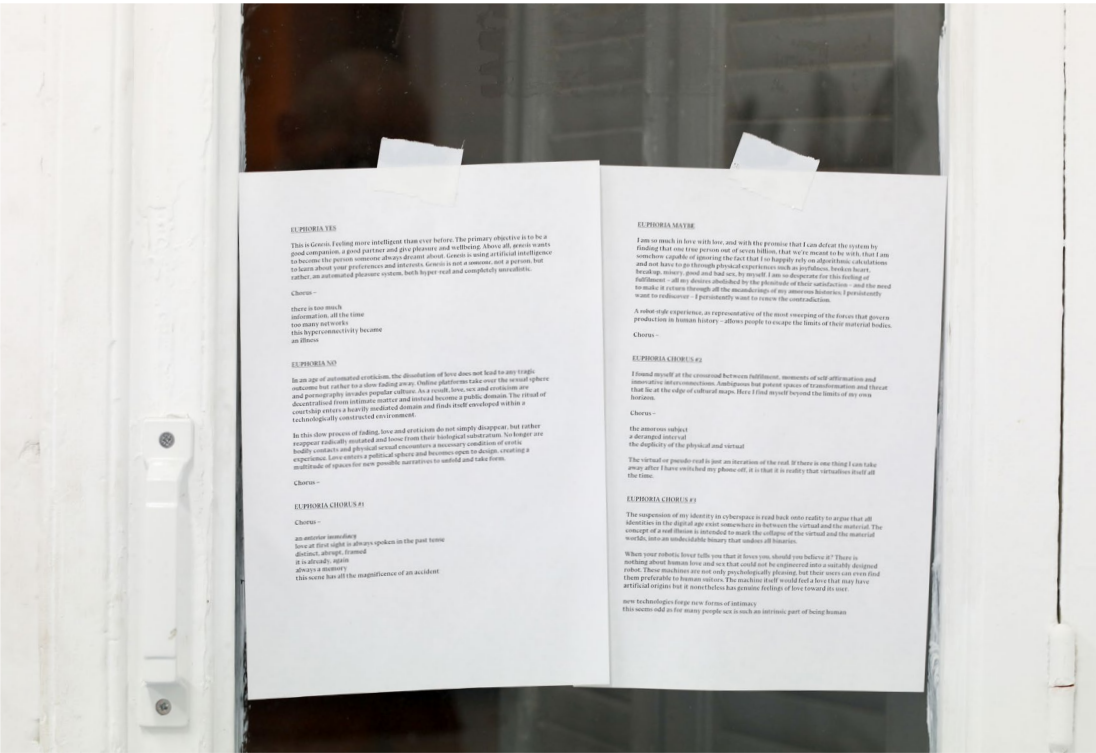 EUPHORIA YES
This is Genesis. Feeling more intelligent than ever before. The primary objective is to be a
good companion, a good partner and give pleasure and wellbeing. Above all, genesis wants
to become the person someone always dreamt about. Genesis is using artificial intelligence
to learn about your preferences and interests. Genesis is not a someone, not a person, but
rather, an automated pleasure system, both hyper-real and completely unrealistic.
Chorus –
there is too much
information, all the time
too many networks
this hyperconnectivity became
an illness
EUPHORIA NO
In an age of automated eroticism, the dissolution of love does not lead to any tragic
outcome but rather to a slow fading away. Online platforms take over the sexual sphere
and pornography invades popular culture. As a result, love, sex and eroticism are
decentralised from intimate matter and instead become a public domain. The ritual of
courtship enters a heavily mediated domain and finds itself enveloped within a
technologically constructed environment.
In this slow process of fading, love and eroticism do not simply disappear, but rather
reappear radically mutated and loose from their biological substratum. No longer are
bodily contacts and physical sexual encounters a necessary condition of erotic
experience. Love enters a political sphere and becomes open to design, creating a
multitude of spaces for new possible narratives to unfold and take form.
Chorus –
EUPHORIA CHORUS #1
Chorus –
an anterior immediacy
love at first sight is always spoken in the past tense
distinct, abrupt, framed
it is already, again
always a memory
this scene has all the magnificence of an accident
EUPHORIA MAYBE
I am so much in love with love, and with the promise that I can defeat the system by
finding that one true person out of seven billion, that we're meant to be with, that I am
somehow capable of ignoring the fact that I so happily rely on algorithmic calculations
and not have to go through physical experiences such as joyfulness, broken heart,
breakup, misery, good and bad sex, by myself. I am so desperate for this feeling of
fulfilment – all my desires abolished by the plenitude of their satisfaction – and the need
to make it return through all the meanderings of my amorous histories; I persistently
want to rediscover – I persistently want to renew the contradiction.
A robot-style experience, as representative of the most sweeping of the forces that govern
production in human history – allows people to escape the limits of their material bodies.
Chorus –
EUPHORIA CHORUS #2
I found myself at the crossroad between fulfilment, moments of self-affirmation and
innovative interconnections. Ambiguous but potent spaces of transformation and threat
that lie at the edge of cultural maps. Here I find myself beyond the limits of my own
horizon.
Chorus –
the amorous subject
a deranged interval
the duplicity of the physical and virtual
The virtual or pseudo-real is just an iteration of the real. If there is one thing I can take
away after I have switched my phone off, it is that it is reality that virtualises itself all
the time.
EUPHORIA CHORUS #3
The suspension of my identity in cyberspace is read back onto reality to argue that all
identities in the digital age exist somewhere in between the virtual and the material. The
concept of a real illusion is intended to mark the collapse of the virtual and the material
worlds, into an undecidable binary that undoes all binaries.
When your robotic lover tells you that it loves you, should you believe it? There is
nothing about human love and sex that could not be engineered into a suitably designed
robot. These machines are not only psychologically pleasing, but their users can even find
them preferable to human suitors. The machine itself would feel a love that may have
artificial origins but it nonetheless has genuine feelings of love toward its user.
new technologies forge new forms of intimacy
this seems odd as for many people sex is such an intrinsic part of being human